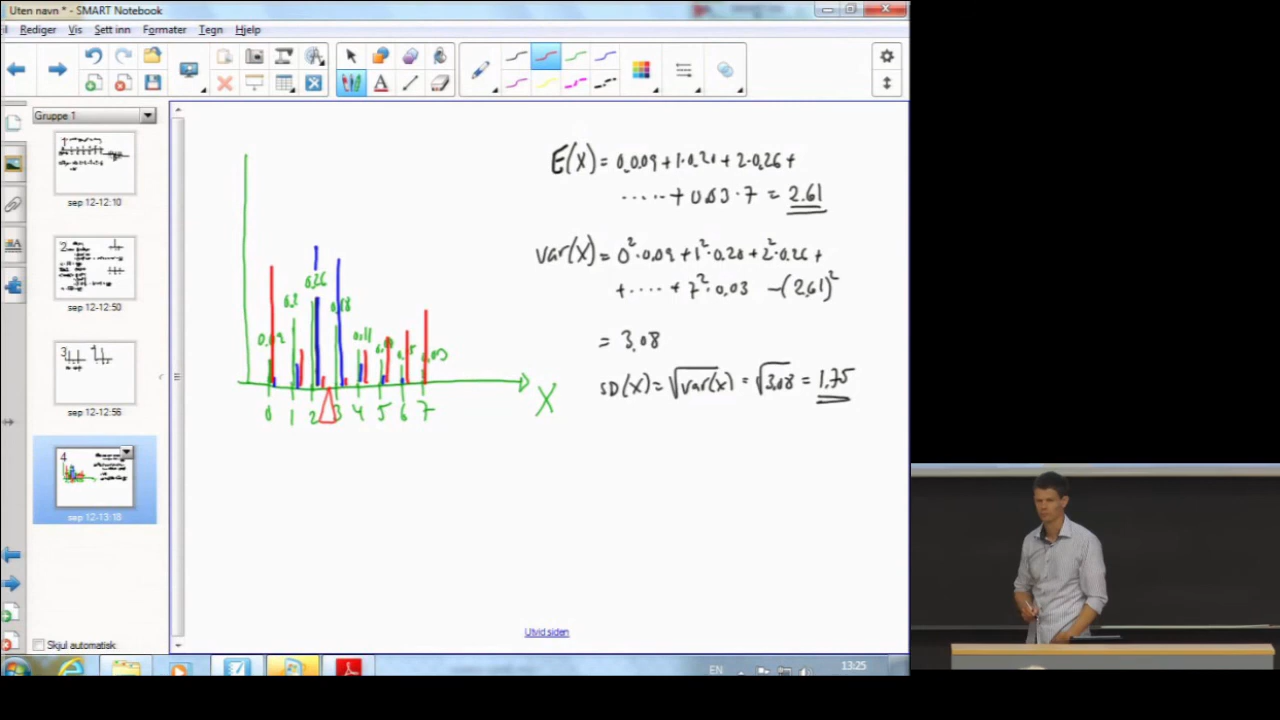 Uten navn * - SMART Notebook
Rediger Vis Sett inn Formater Tegn Hjelp
Gruppe 1
sep 12-12:10
2
sep 12-12:50
3
sep 12-12:56
4
sep 12-13:18
Skjul automatisk
E(X) = 0·0.09 + 1·0.20 + 2·0.26 +
····· + 0.03·7 = 2.61
var(X) = 0²·0.09 + 1²·0.20 + 2²·0.26 +
+ ····· + 7²·0.03 - (2.61)²
= 3.08
SD(X) = √var(X) = √3.08 = 1.75
0.09 0.2 0.26 0.18 0.11 0.03
0 1 2 3 4 5 6 7
X
Utvid siden
EN
13:25